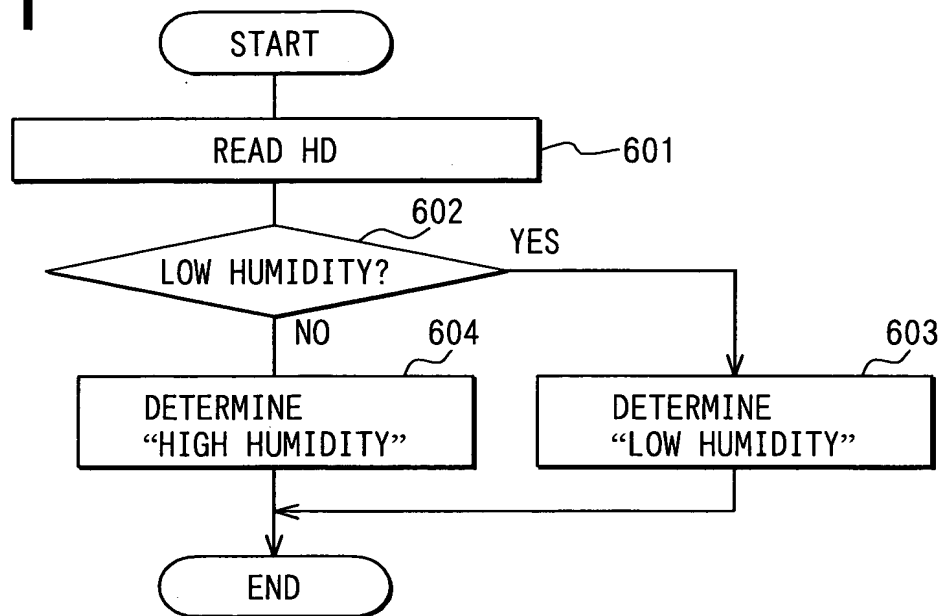 START
READ HD
601
602
LOW HUMIDITY?
YES
NO
604
603
DETERMINE
“HIGH HUMIDITY”
DETERMINE
“LOW HUMIDITY”
END